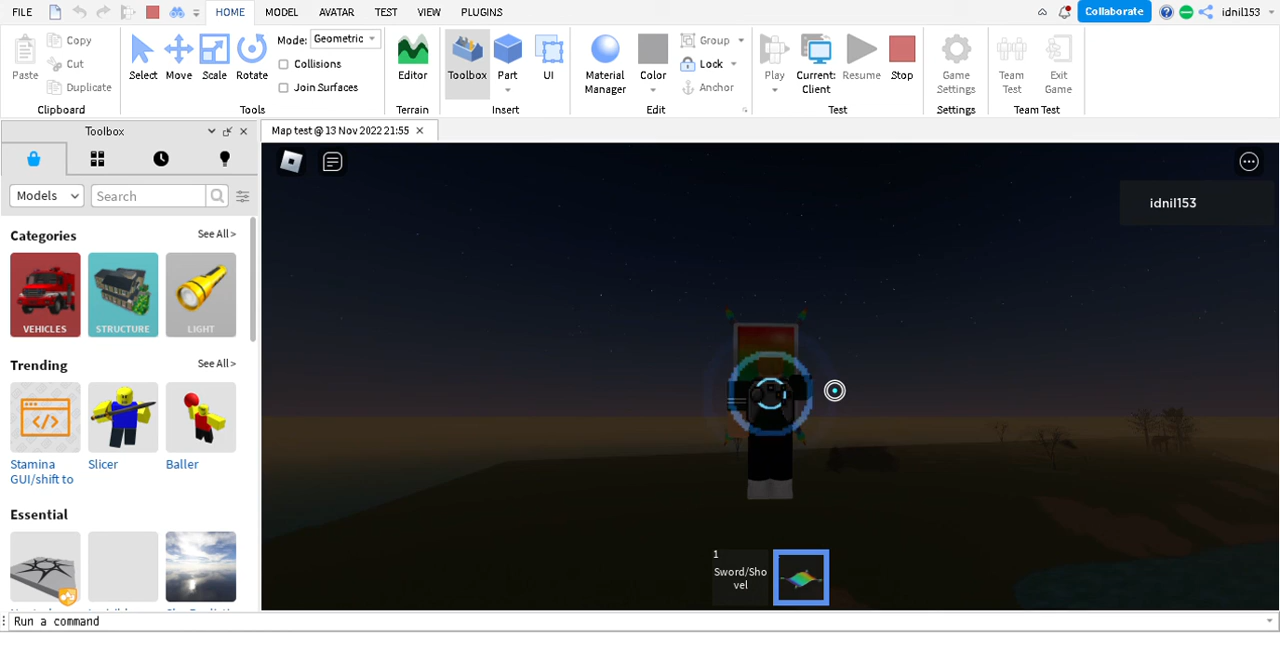 FILE HOME MODEL AVATAR TEST VIEW PLUGINS Collaborate idnil153
Copy
Cut
Duplicate
Paste
Clipboard
Select Move Scale Rotate
Mode: Geometric
Collisions
Join Surfaces
Tools
Editor
Terrain
Toolbox Part UI
Insert
Material
Manager
Color
Group
Lock
Anchor
Edit
Play
Current:
Client
Resume Stop
Test
Game
Settings
Settings
Team
Test
Exit
Game
Team Test
Toolbox
Map test @ 13 Nov 2022 21:55
Models Search
Categories See All >
VEHICLES STRUCTURE LIGHT
Trending See All >
Stamina
GUI/shift to
Slicer
Baller
Essential
idnil153
1
Sword/Sho
vel
Run a command